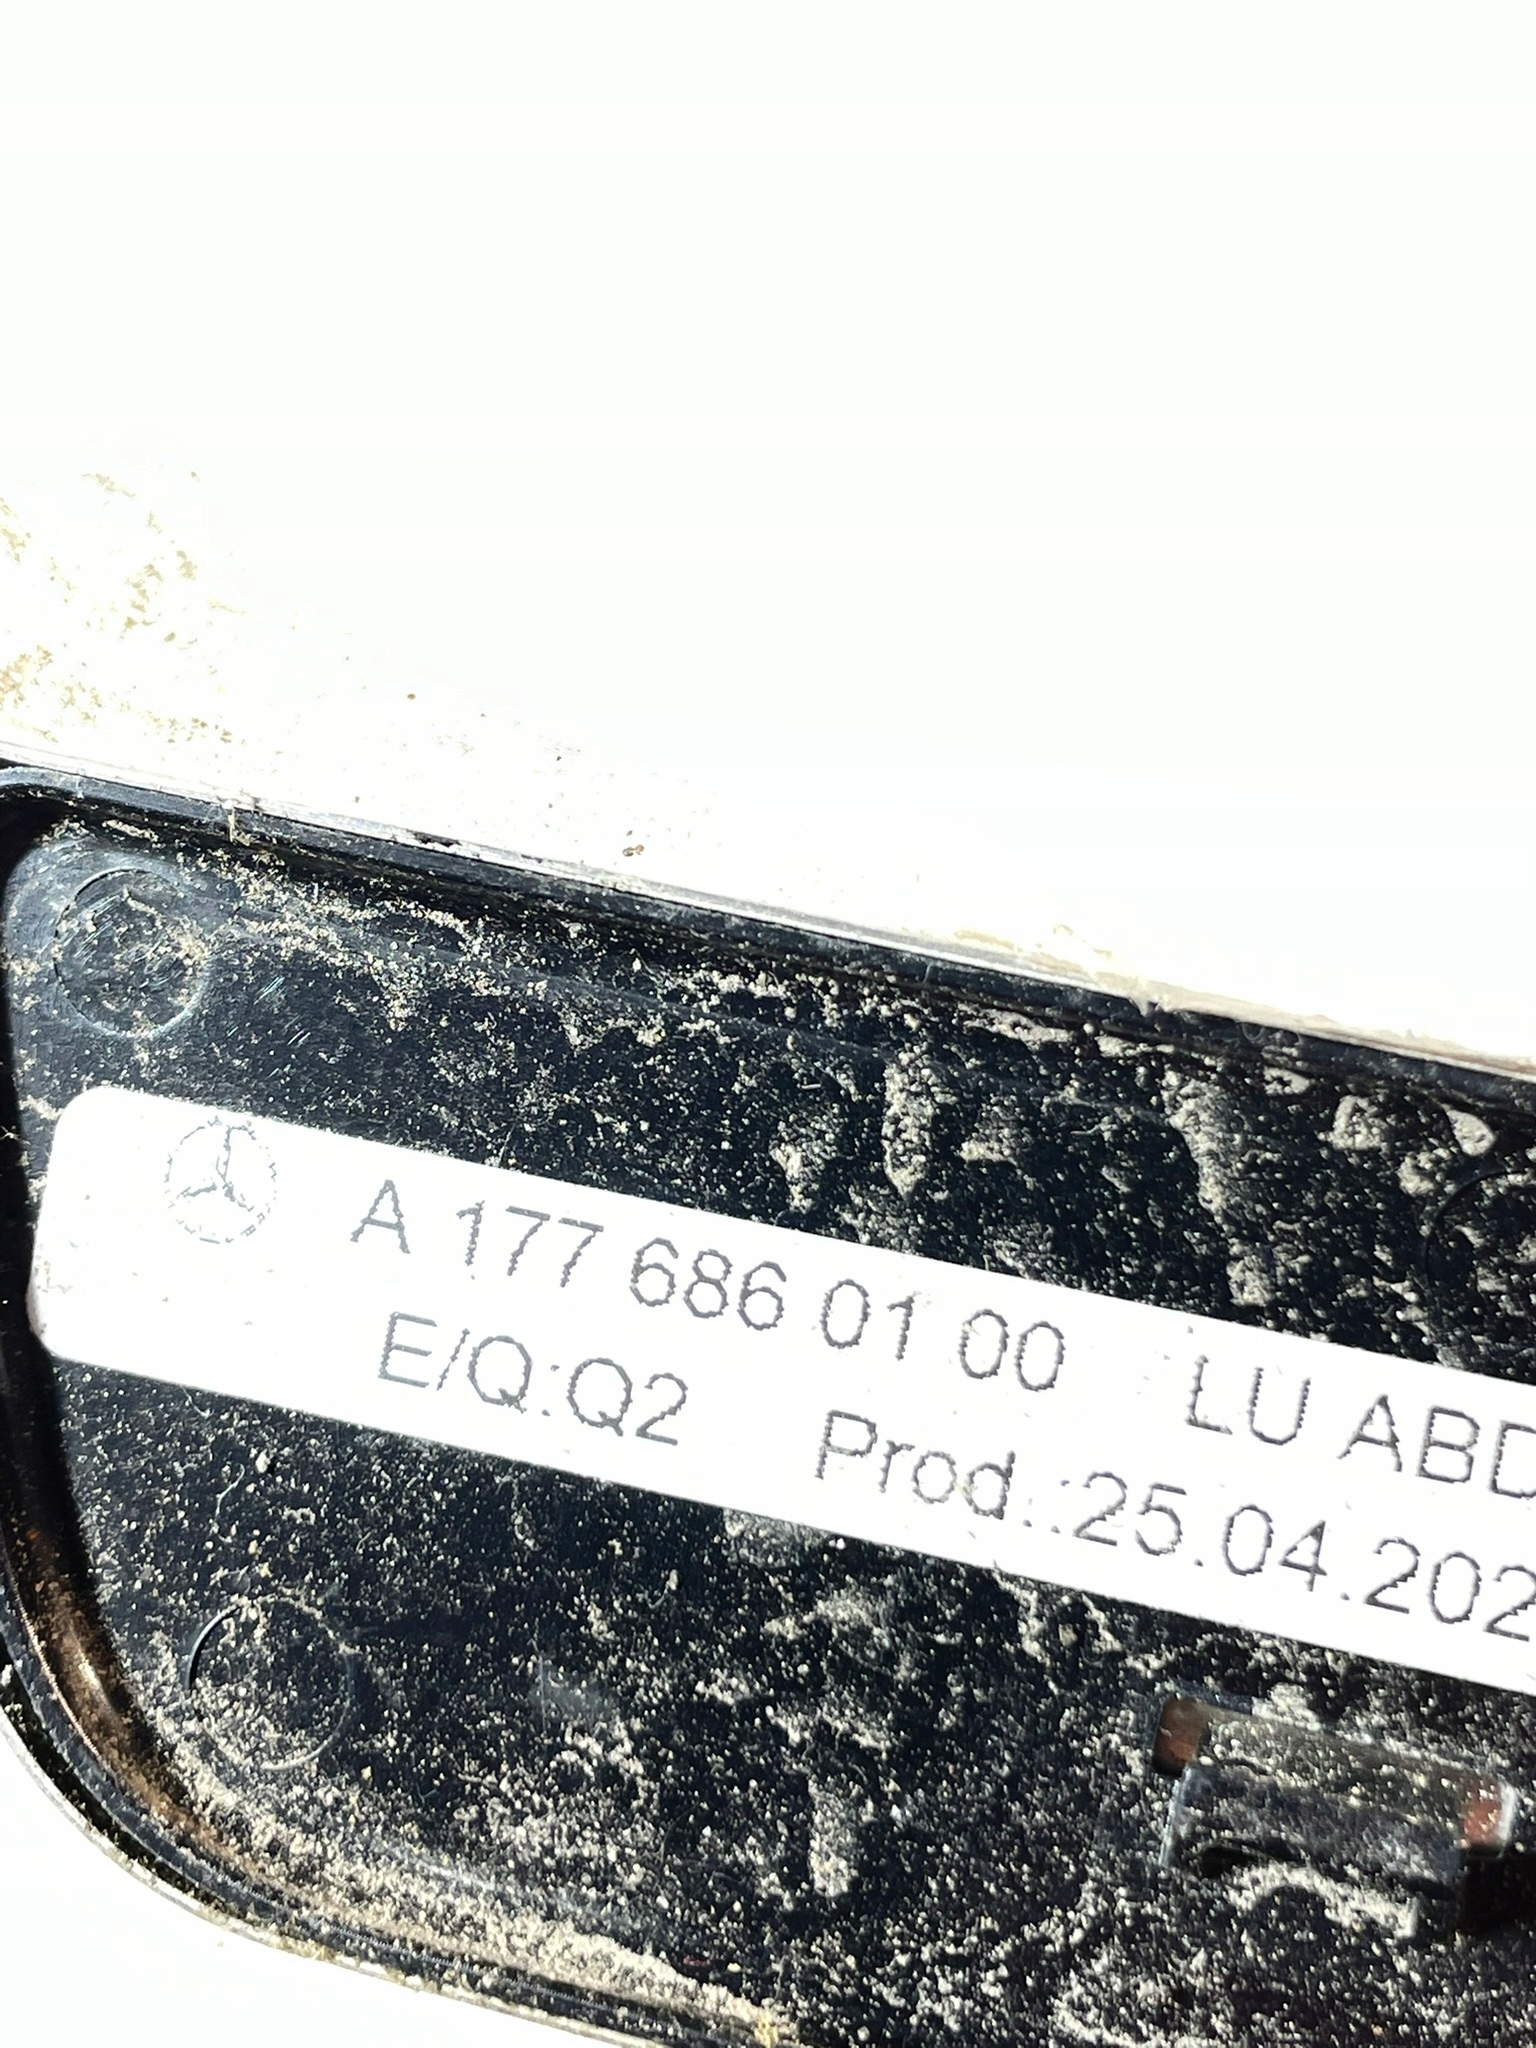 A 177 686 01 00 LU ABD
E/Q:Q2 Prod.:25.04.202